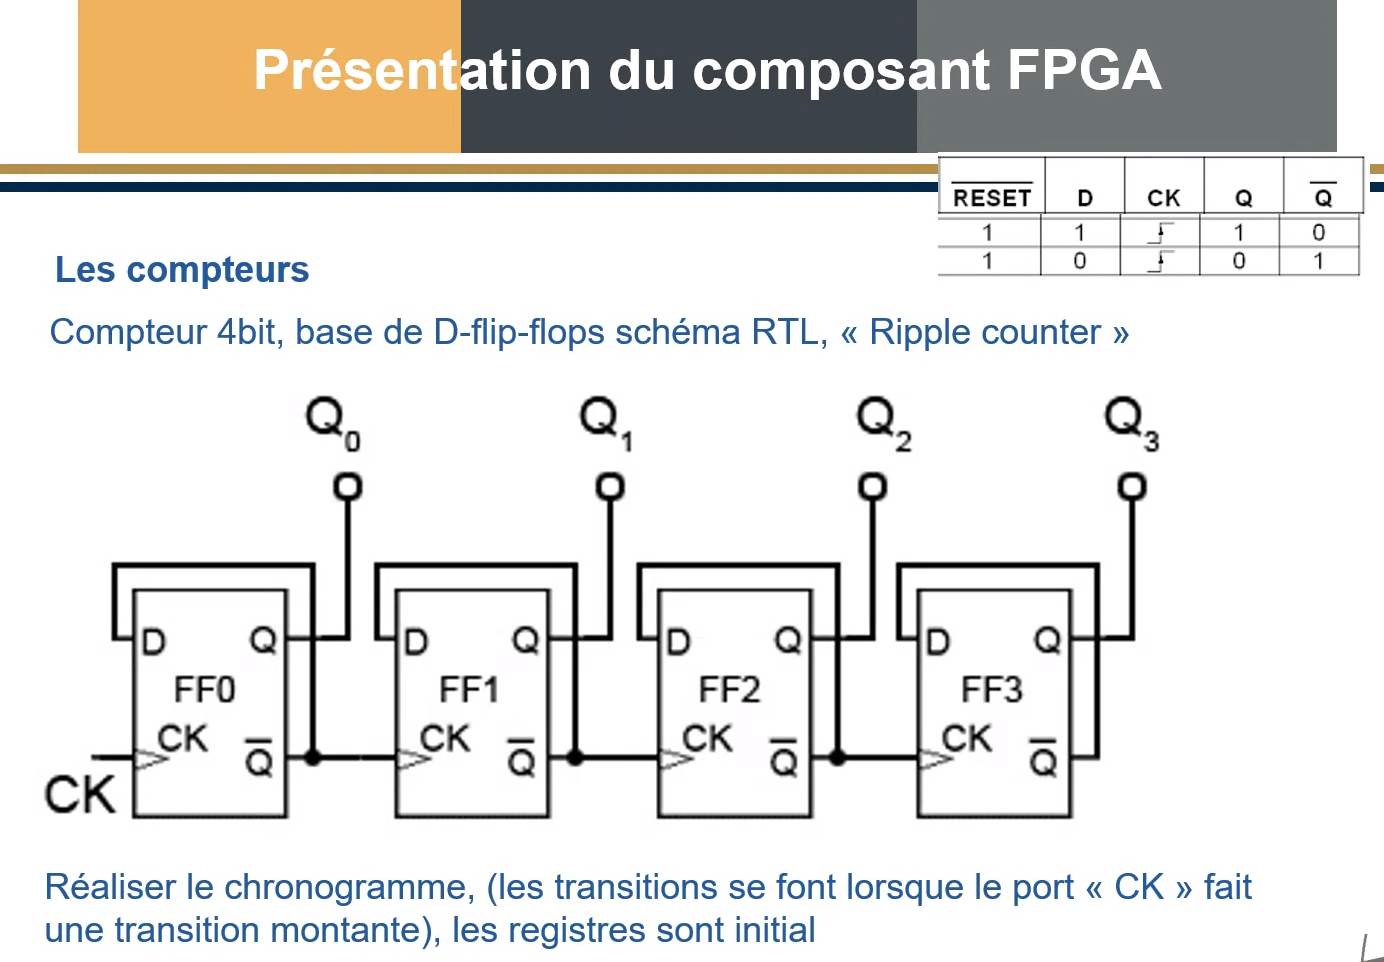 Présentation du composant FPGA
RESET D CK Q Q
1 1 1 0
1 0 0 1
Les compteurs
Compteur 4bit, base de D-flip-flops schéma RTL, « Ripple counter »
Q0 Q1 Q2 Q3
D Q D Q D Q D Q
FF0 FF1 FF2 FF3
CK Q CK Q CK Q CK Q
CK
Réaliser le chronogramme, (les transitions se font lorsque le port « CK » fait
une transition montante), les registres sont initial